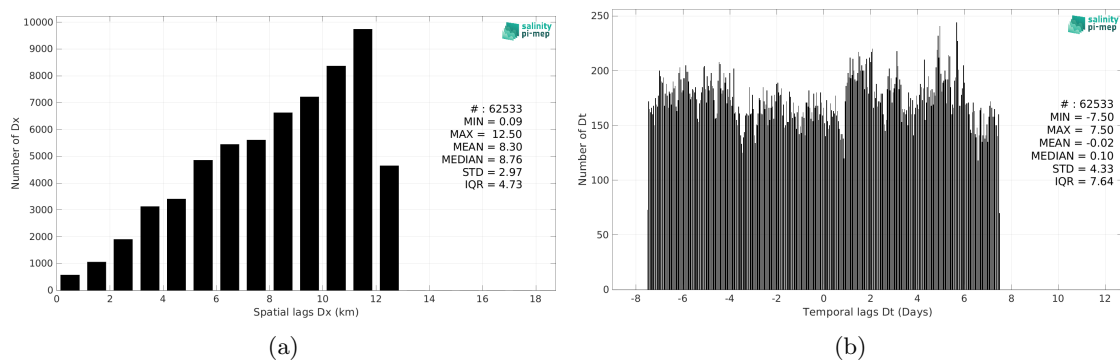 10000
9000
8000
7000
6000
5000
4000
3000
2000
1000
0
Number of Dx
0 2 4 6 8 10 12 14 16 18
Spatial lags Dx (km)
salinity
pi-mep
# : 62533
MIN = 0.09
MAX = 12.50
MEAN = 8.30
MEDIAN = 8.76
STD = 2.97
IQR = 4.73
(a)
250
200
150
100
50
0
Number of Dt
-8 -6 -4 -2 0 2 4 6 8 10 12
Temporal lags Dt (Days)
salinity
pi-mep
# : 62533
MIN = -7.50
MAX = 7.50
MEAN = -0.02
MEDIAN = 0.10
STD = 4.33
IQR = 7.64
(b)